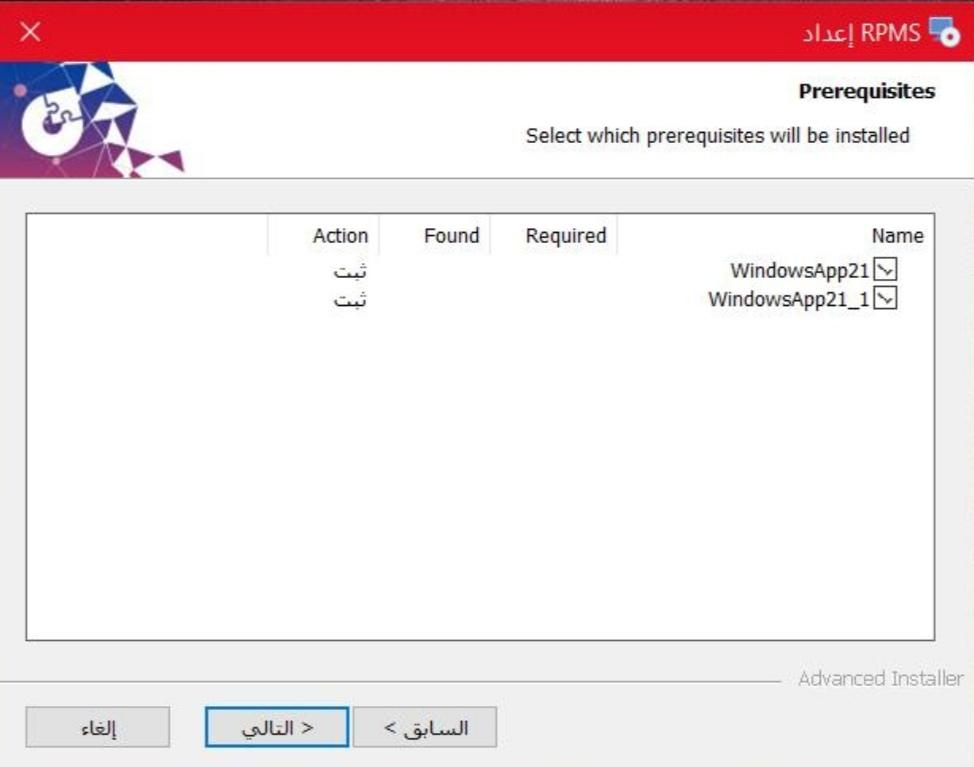 إعداد RPMS
Prerequisites
Select which prerequisites will be installed
Name Required Found Action
WindowsApp21 ثبت
WindowsApp21_1 ثبت
Advanced Installer
السابق >
< التالي
إلغاء